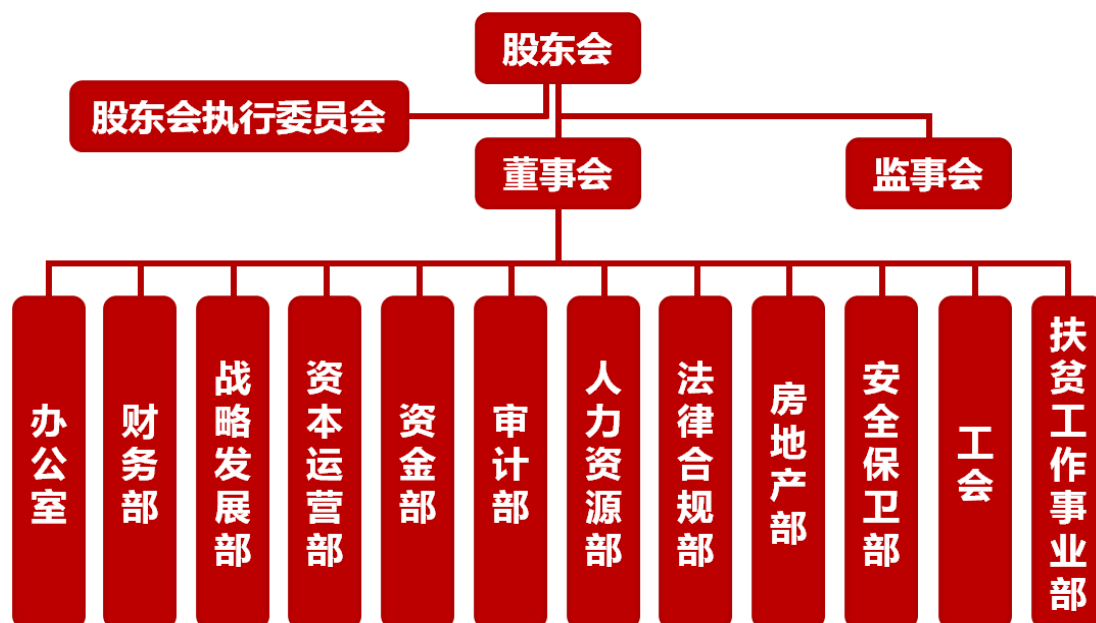 股东会
股东会执行委员会
董事会
监事会
办公室
财务部
战略发展部
资本运营部
资金部
审计部
人力资源部
法律合规部
房地产部
安全保卫部
工会
扶贫工作事业部